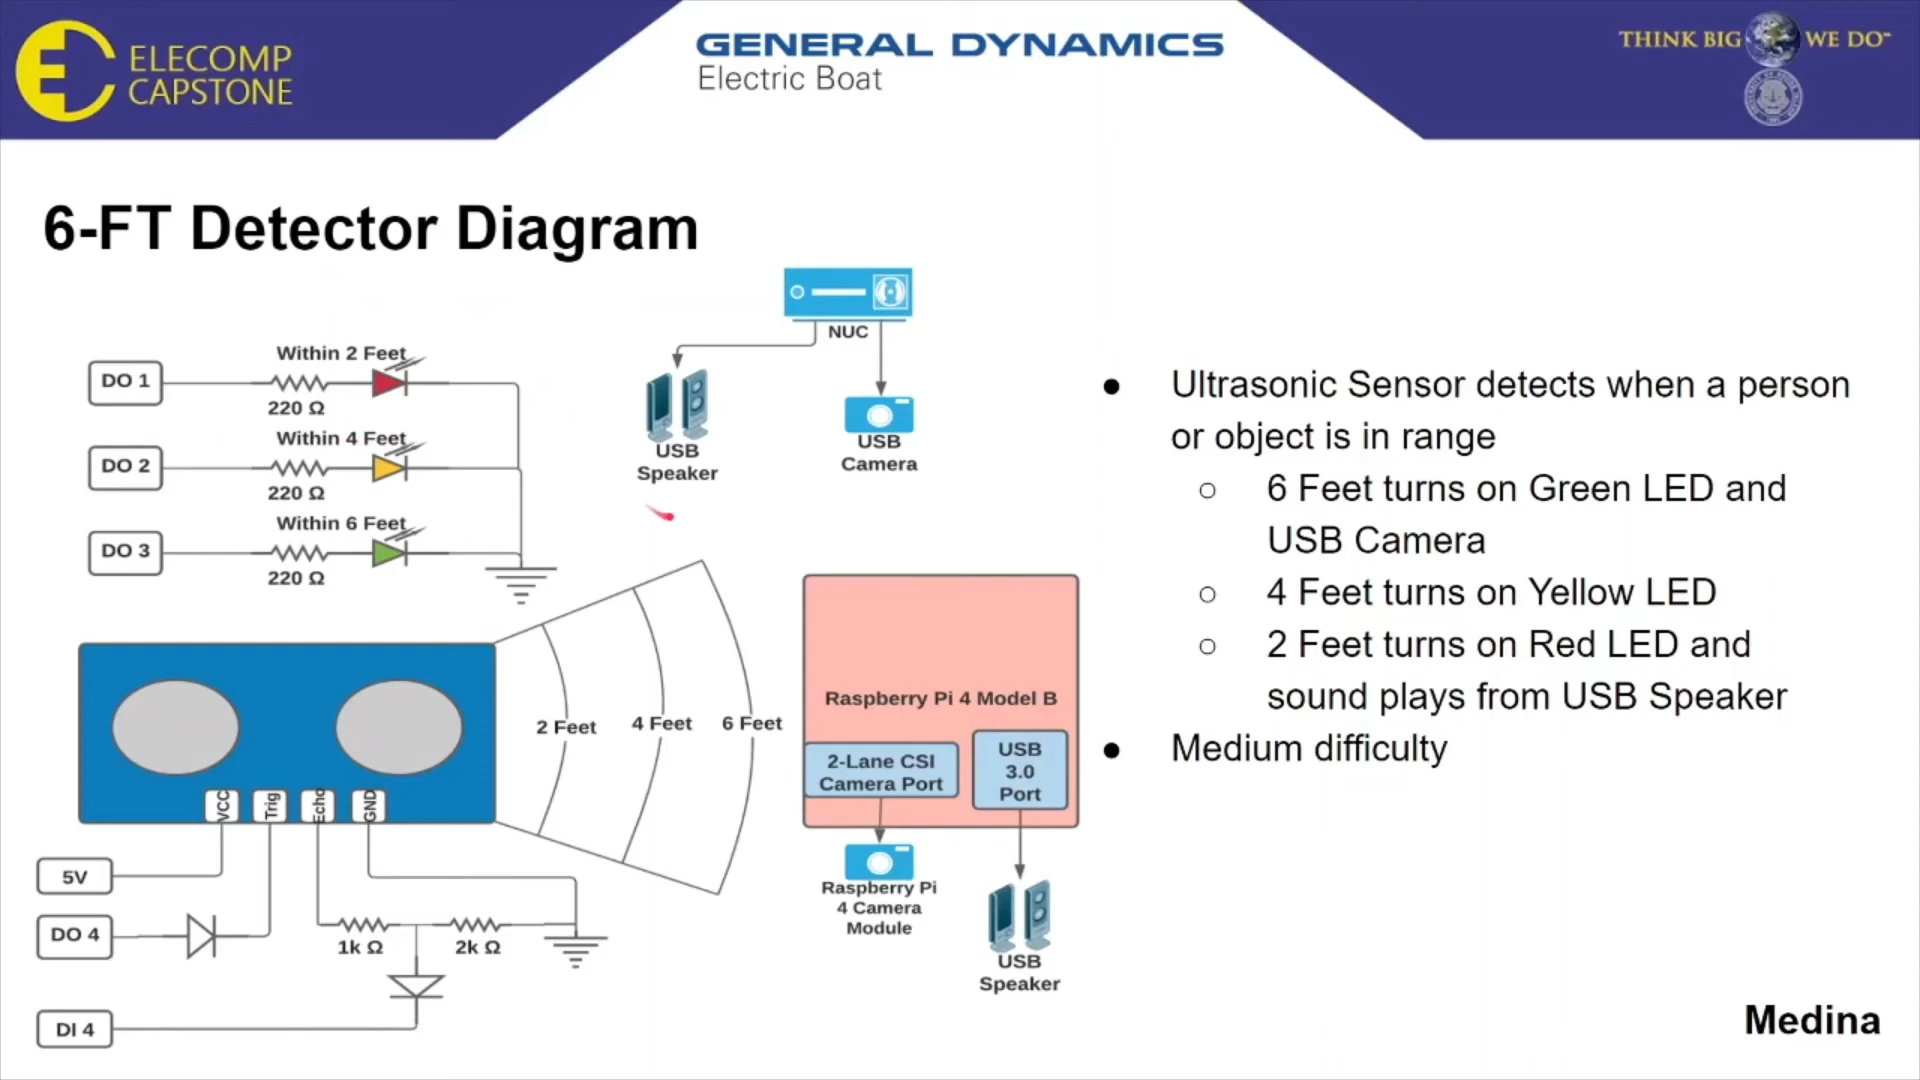 ELECOMP
CAPSTONE
GENERAL DYNAMICS
Electric Boat
THINK BIG WE DO
6-FT Detector Diagram
DO 1
Within 2 Feet
220 Ω
DO 2
Within 4 Feet
220 Ω
DO 3
Within 6 Feet
220 Ω
NUC
USB
Speaker
USB
Camera
VCC
Trig
Echo
GND
2 Feet
4 Feet
6 Feet
5V
DO 4
DI 4
1k Ω
2k Ω
Raspberry Pi 4 Model B
2-Lane CSI
Camera Port
USB
3.0
Port
Raspberry Pi
4 Camera
Module
USB
Speaker
● Ultrasonic Sensor detects when a person
or object is in range
○ 6 Feet turns on Green LED and
USB Camera
○ 4 Feet turns on Yellow LED
○ 2 Feet turns on Red LED and
sound plays from USB Speaker
● Medium difficulty
Medina